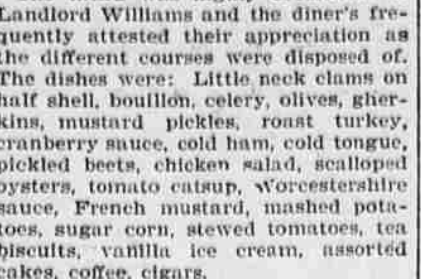 Landlord Williams and the diner's fre-
quently attested their appreciation as
the different courses were disposed of.
The dishes were: Little neck clams on
half shell, bouillon, celery, olives, gher-
kins, mustard pickles, roast turkey,
cranberry sauce, cold ham, cold tongue,
pickled beets, chicken salad, scalloped
oysters, tomato catsup, Worcestershire
sauce, French mustard, mashed pota-
toes, sugar corn, stewed tomatoes, tea
biscuits, vanilla ice cream, assorted
cakes, coffee, cigars.